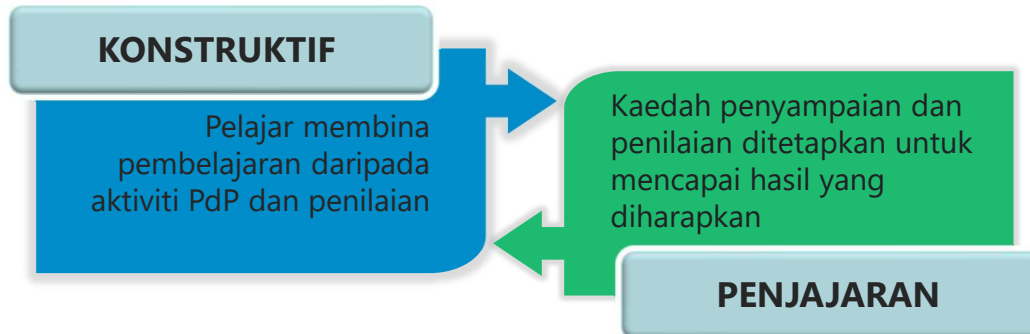 KONSTRUKTIF
Pelajar membina
pembelajaran daripada
aktiviti PdP dan penilaian
Kaedah penyampaian dan
penilaian ditetapkan untuk
mencapai hasil yang
diharapkan
PENJAJARAN